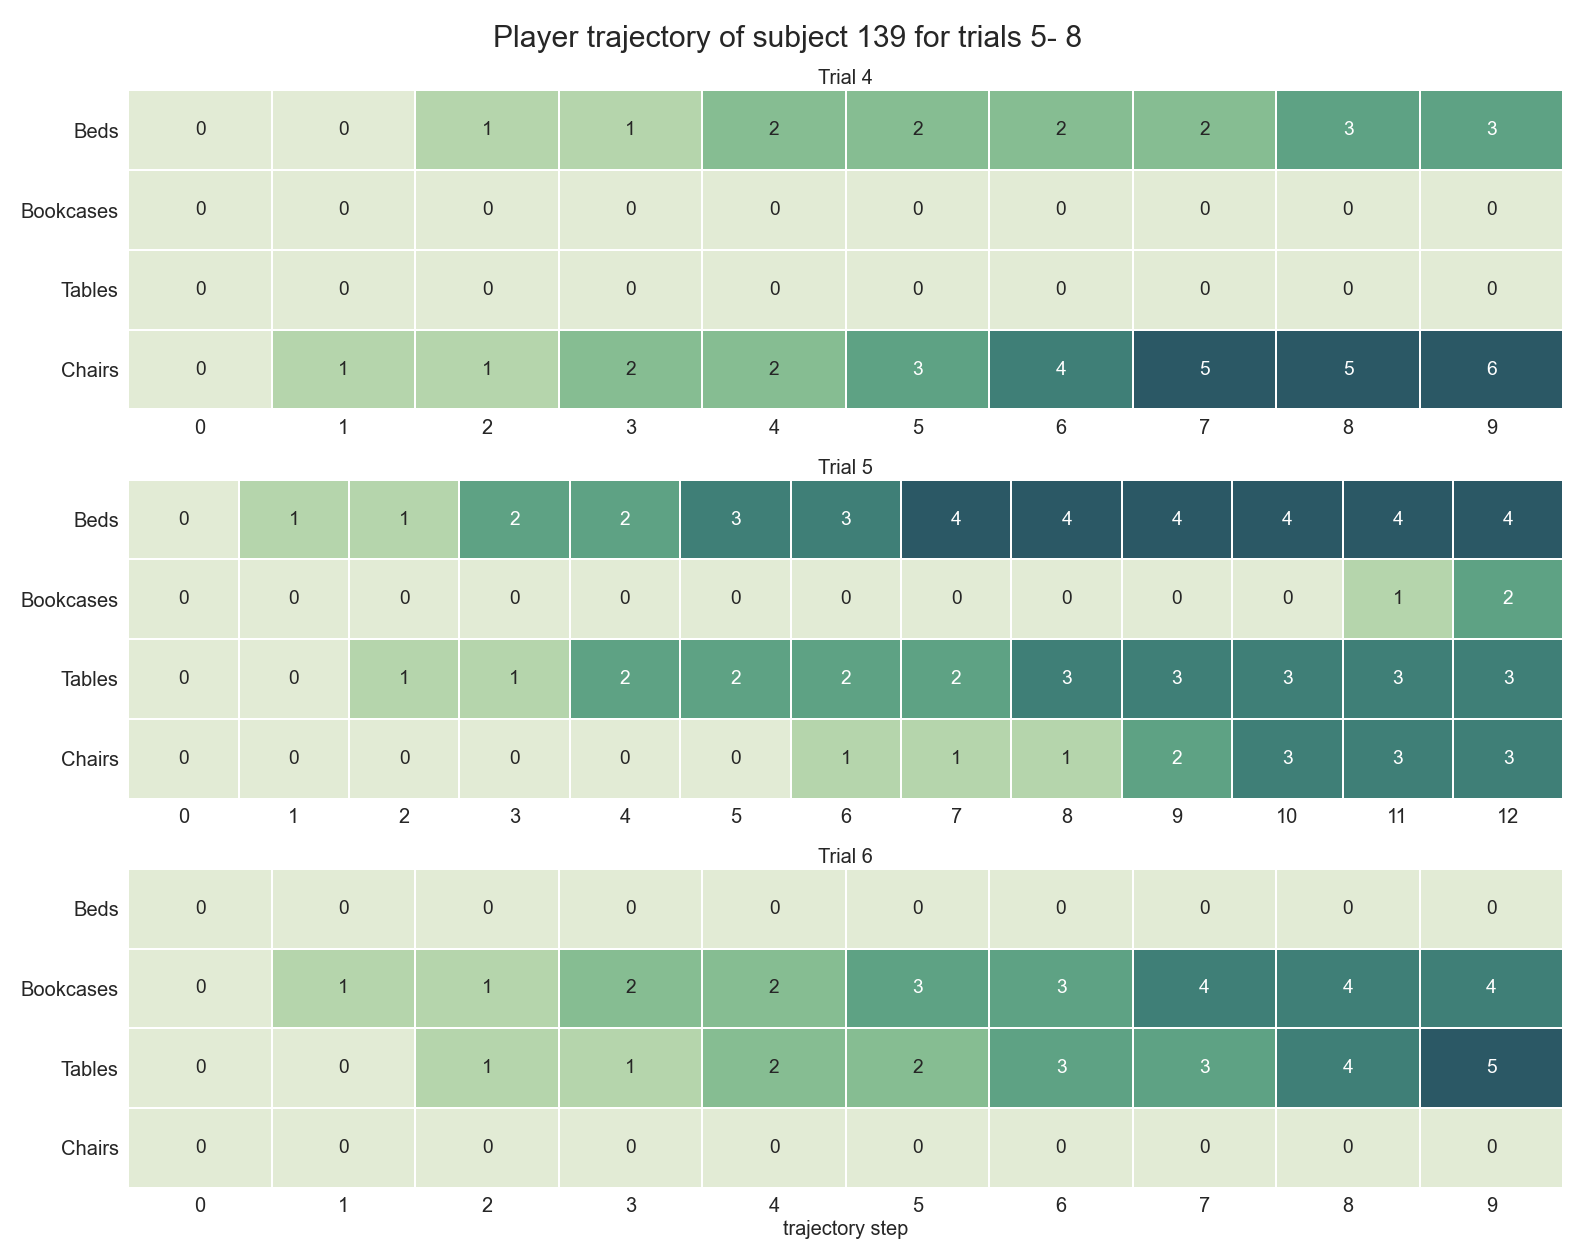 Player trajectory of subject 139 for trials 5- 8
Trial 4
Beds 0 0 1 1 2 2 2 2 3 3
Bookcases 0 0 0 0 0 0 0 0 0 0
Tables 0 0 0 0 0 0 0 0 0 0
Chairs 0 1 1 2 2 3 4 5 5 6
0 1 2 3 4 5 6 7 8 9
Trial 5
Beds 0 1 1 2 2 3 3 4 4 4 4 4 4
Bookcases 0 0 0 0 0 0 0 0 0 0 0 1 2
Tables 0 0 1 1 2 2 2 2 3 3 3 3 3
Chairs 0 0 0 0 0 0 1 1 1 2 3 3 3
0 1 2 3 4 5 6 7 8 9 10 11 12
Trial 6
Beds 0 0 0 0 0 0 0 0 0 0
Bookcases 0 1 1 2 2 3 3 4 4 4
Tables 0 0 1 1 2 2 3 3 4 5
Chairs 0 0 0 0 0 0 0 0 0 0
0 1 2 3 4 5 6 7 8 9
trajectory step